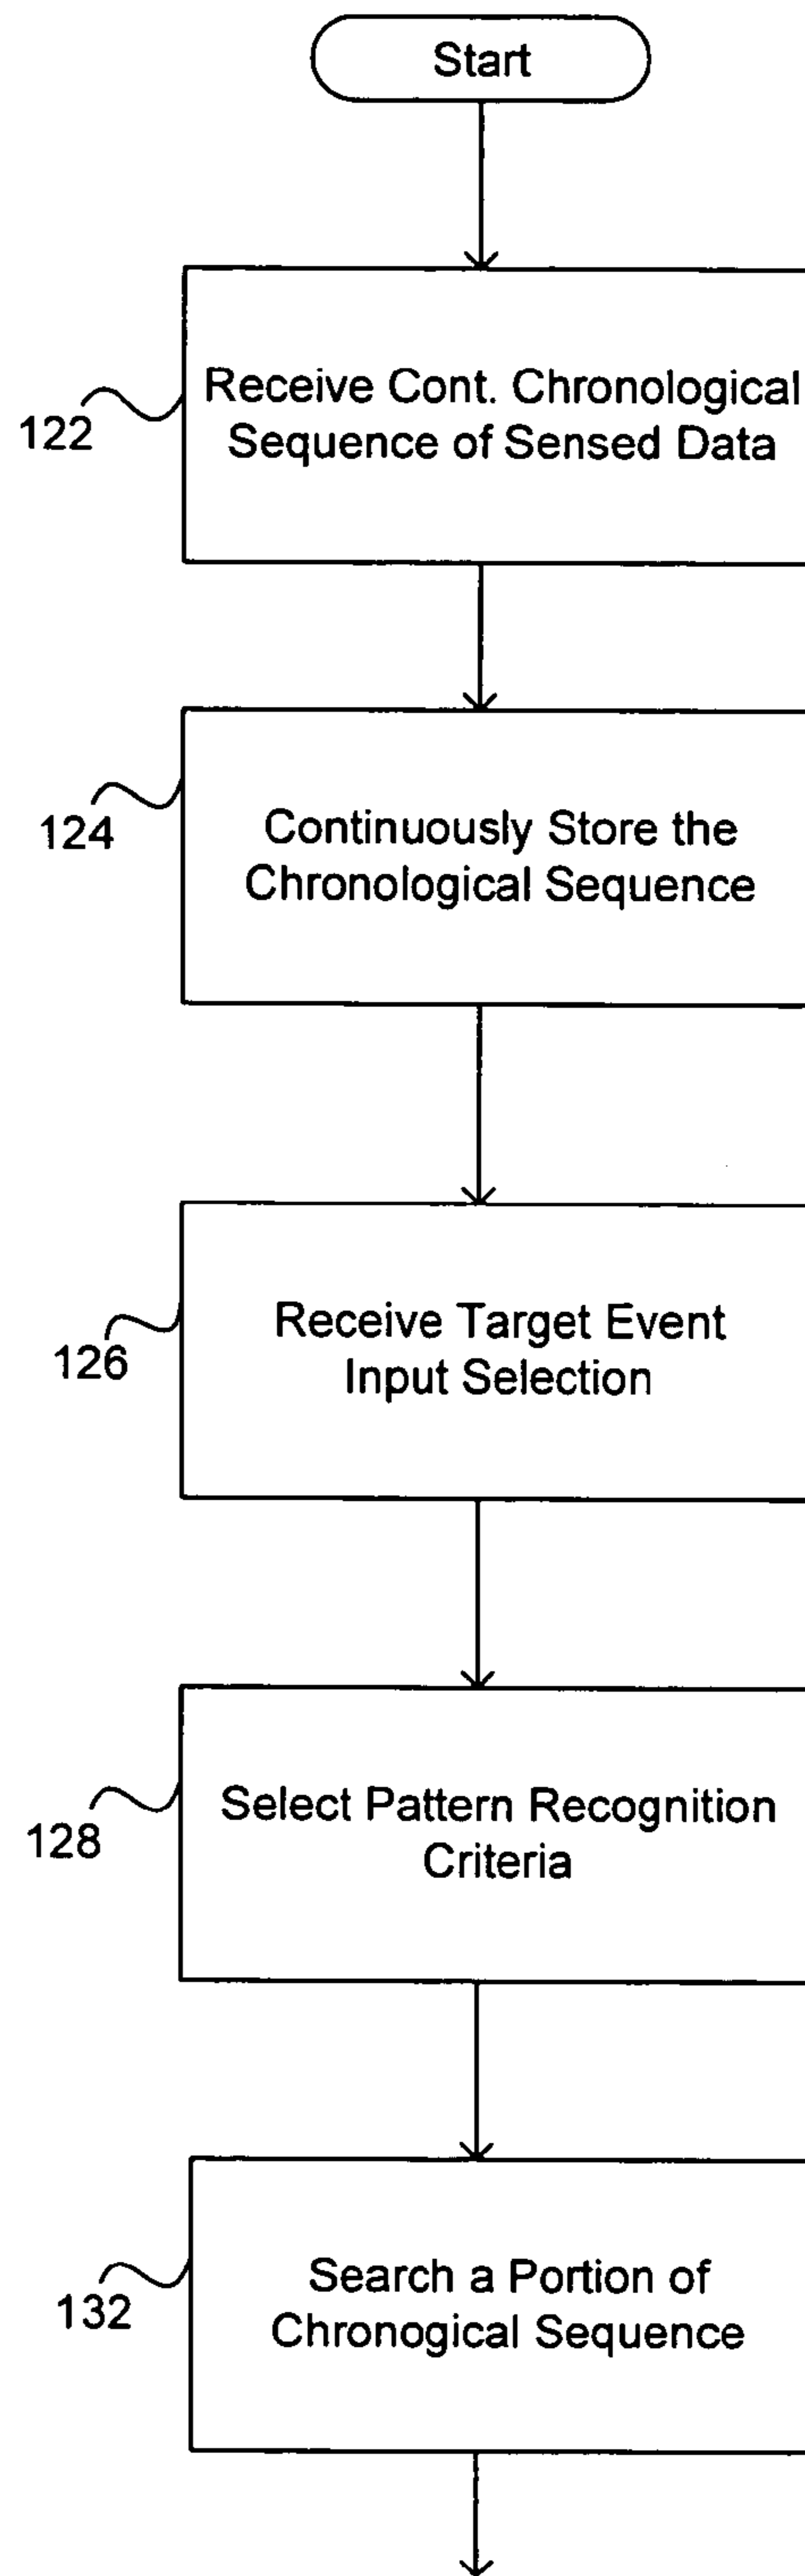 Start
122
Receive Cont. Chronological
Sequence of Sensed Data
124
Continuously Store the
Chronological Sequence
126
Receive Target Event
Input Selection
128
Select Pattern Recognition
Criteria
132
Search a Portion of
Chronogical Sequence